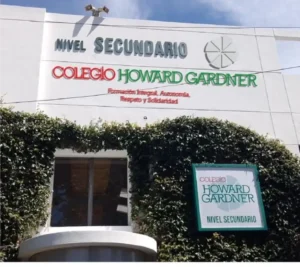 NIVEL SECUNDARIO
COLEGIO HOWARD GARDNER
Formación Integral, Autonomía,
Respeto y Solidaridad
COLEGIO
HOWARD
GARDNER
NIVEL SECUNDARIO